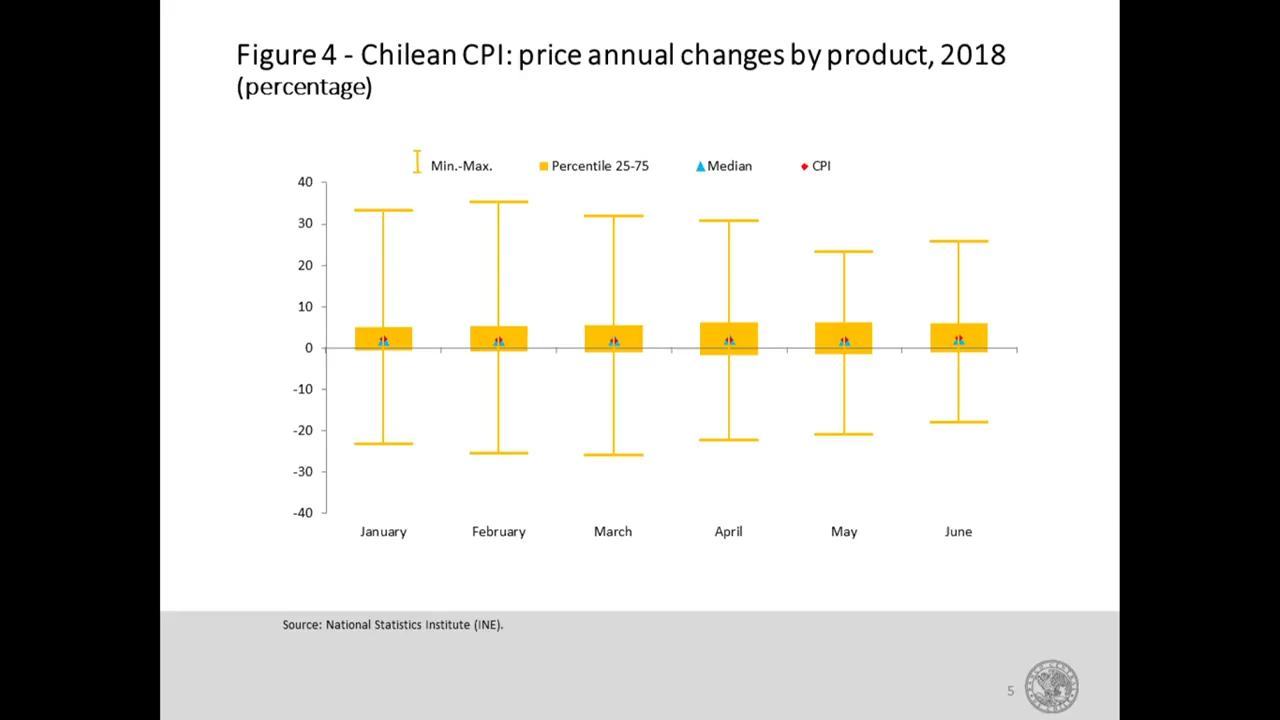 Figure 4 - Chilean CPI: price annual changes by product, 2018
(percentage)
Min.-Max.
Percentile 25-75
Median
CPI
40
30
20
10
0
-10
-20
-30
-40
January
February
March
April
May
June
Source: National Statistics Institute (INE).
5